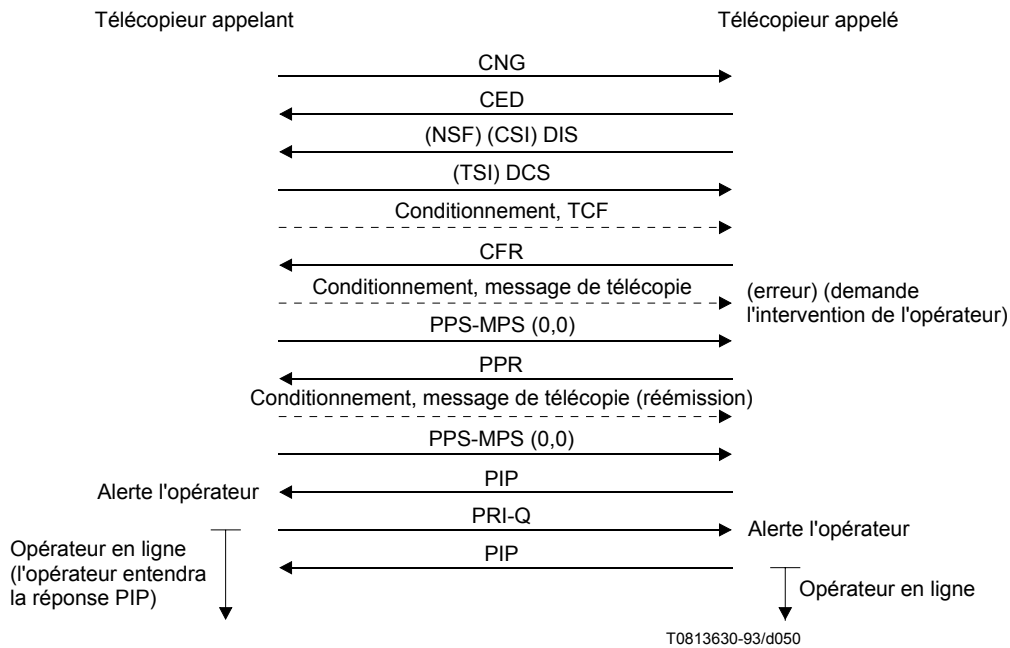 Télécopieur appelant
Télécopieur appelé
CNG
CED
(NSF) (CSI) DIS
(TSI) DCS
Conditionnement, TCF
CFR
Conditionnement, message de télécopie
(erreur) (demande
l'intervention de l'opérateur)
PPS-MPS (0,0)
PPR
Conditionnement, message de télécopie (réémission)
PPS-MPS (0,0)
PIP
Alerte l'opérateur
PRI-Q
Alerte l'opérateur
Opérateur en ligne
(l'opérateur entendra
la réponse PIP)
PIP
Opérateur en ligne
T0813630-93/d050